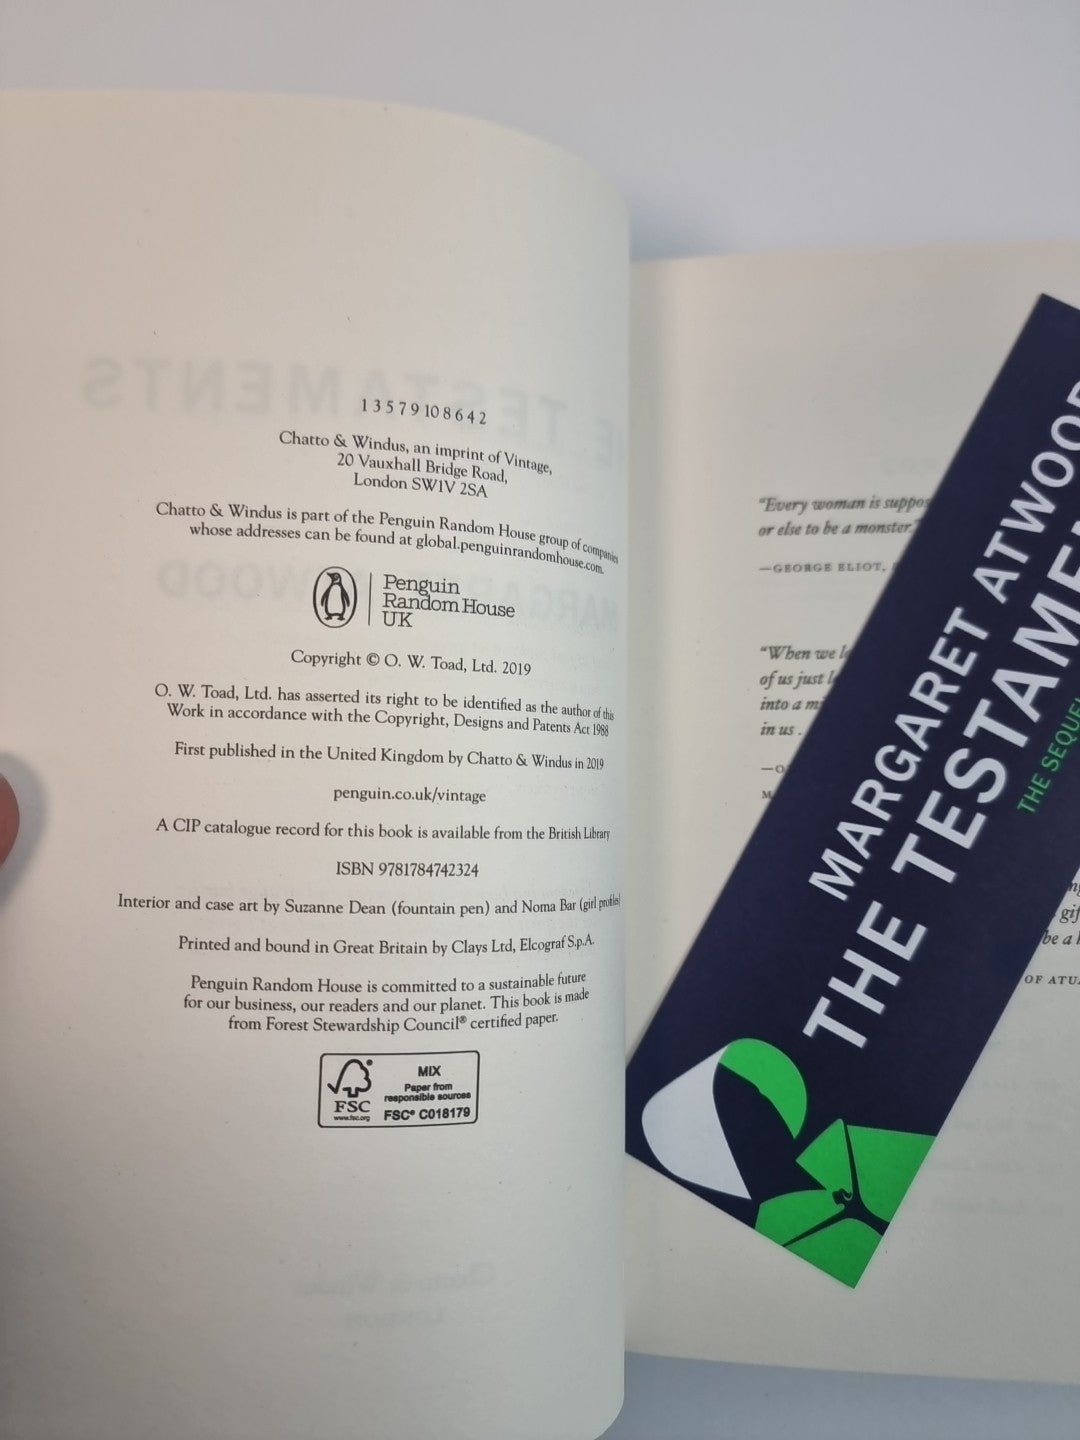 1 3 5 7 9 10 8 6 4 2
Chatto & Windus, an imprint of Vintage,
20 Vauxhall Bridge Road,
London SW1V 2SA
Chatto & Windus is part of the Penguin Random House group of companies
whose addresses can be found at global.penguinrandomhouse.com.
Penguin
Random House
UK
Copyright © O. W. Toad, Ltd. 2019
O. W. Toad, Ltd. has asserted its right to be identified as the author of this
Work in accordance with the Copyright, Designs and Patents Act 1988
First published in the United Kingdom by Chatto & Windus in 2019
penguin.co.uk/vintage
A CIP catalogue record for this book is available from the British Library
ISBN 9781784742324
Interior and case art by Suzanne Dean (fountain pen) and Noma Bar (girl profiles)
Printed and bound in Great Britain by Clays Ltd, Elcograf S.p.A.
Penguin Random House is committed to a sustainable future
for our business, our readers and our planet. This book is made
from Forest Stewardship Council® certified paper.
FSC
www.fsc.org
MIX
Paper from
responsible sources
FSC® C018179
“Every woman is
or else to be a monster.”
—GEORGE ELIOT,
“When we
of us just
into a
in us .
be a
OF
MARGARET ATWOOD
THE TESTAMEN
THE SEQUEL